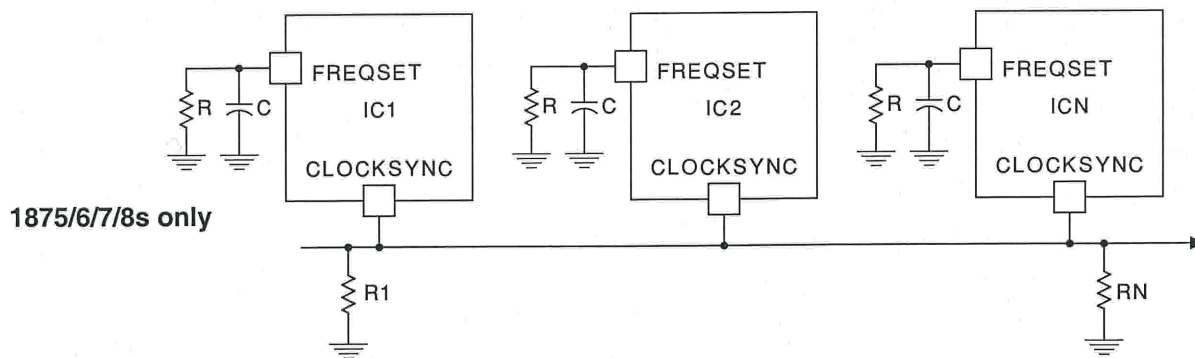 FREQSET FREQSET FREQSET
R C IC1 R C IC2 R C ICN
CLOCKSYNC CLOCKSYNC CLOCKSYNC
1875/6/7/8s only
R1 RN